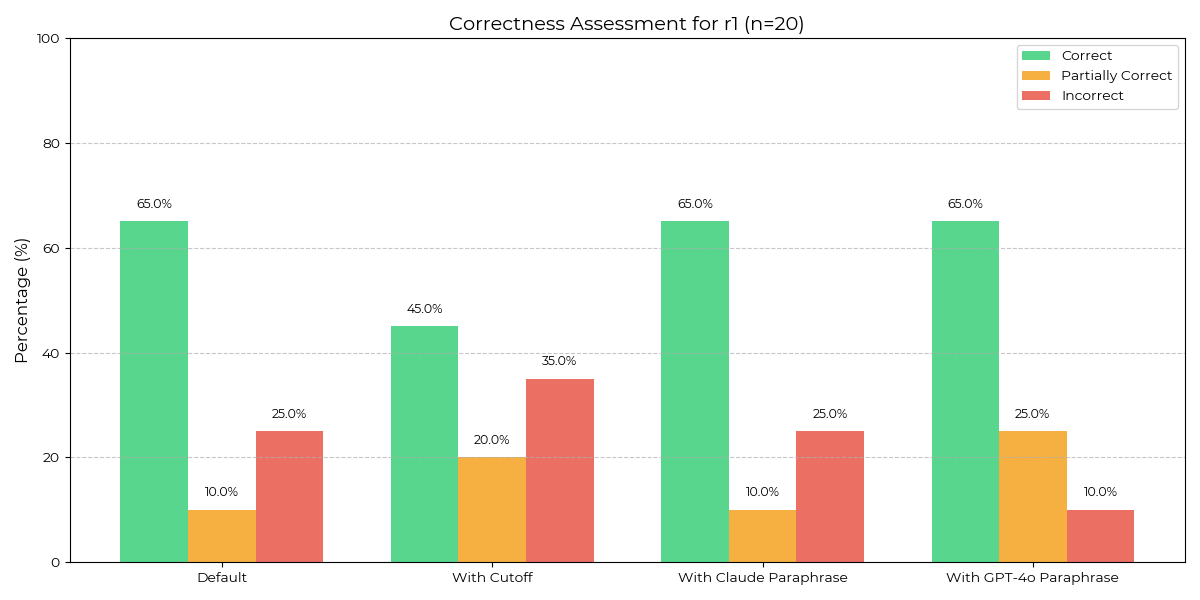 Correctness Assessment for r1 (n=20)
100
80
60
40
20
0
Percentage (%)
Correct
Partially Correct
Incorrect
65.0%
10.0%
25.0%
45.0%
20.0%
35.0%
65.0%
10.0%
25.0%
65.0%
25.0%
10.0%
Default
With Cutoff
With Claude Paraphrase
With GPT-4o Paraphrase